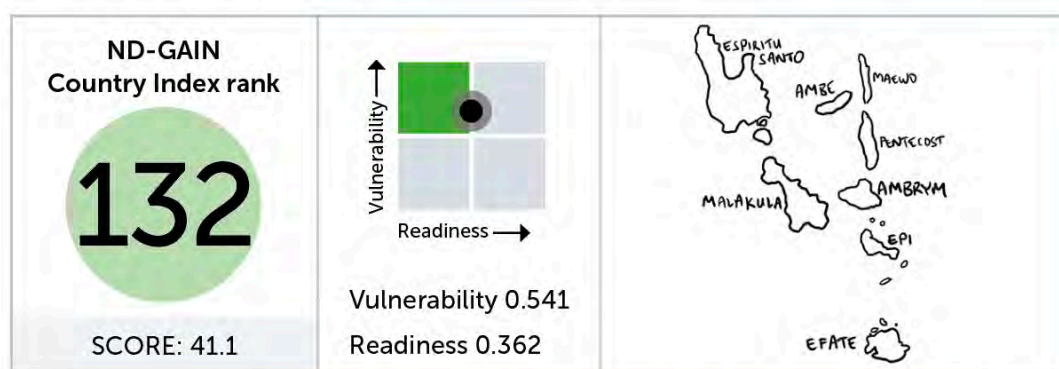 ND-GAIN
Country Index rank
132
SCORE: 41.1
Vulnerability
Readiness
Vulnerability 0.541
Readiness 0.362
ESPIRITU
SANTO
AMBE
MAEWO
PENTECOST
MALAKULA
AMBRYM
EPI
EFATE